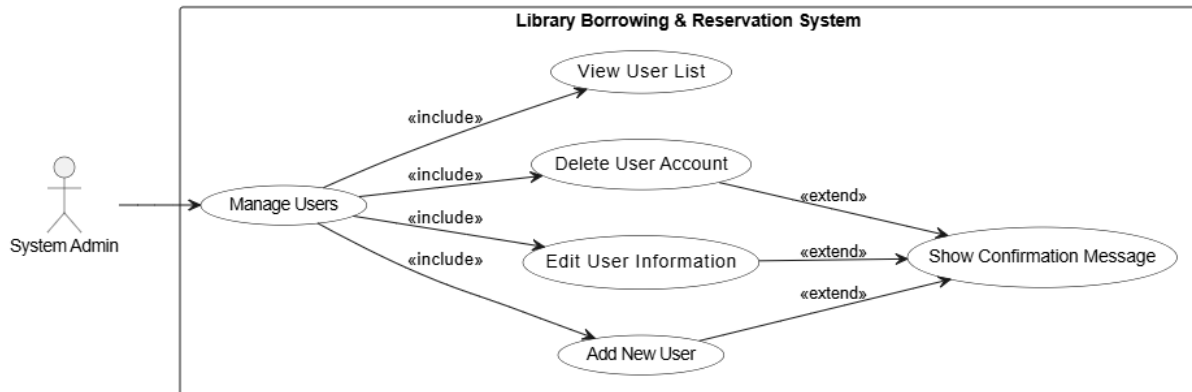 Library Borrowing & Reservation System
View User List
«include»
Delete User Account
«include»
«extend»
Manage Users
System Admin
«include»
Edit User Information
«extend»
Show Confirmation Message
«include»
«extend»
Add New User